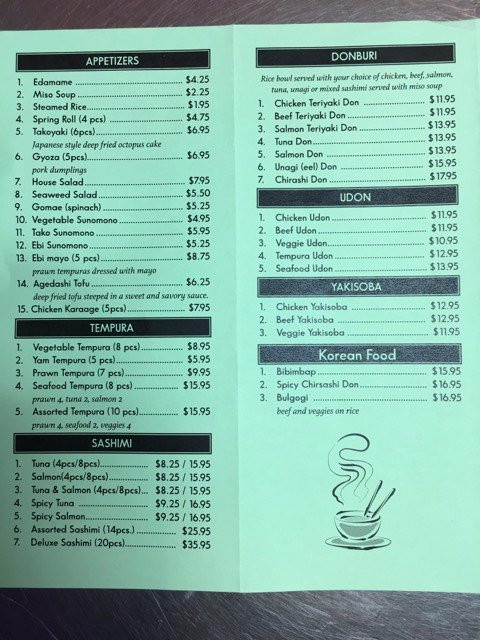 APPETIZERS
1. Edamame $4.25
2. Miso Soup $2.25
3. Steamed Rice $1.95
4. Spring Roll (4 pcs) $4.75
5. Takoyaki (6pcs) $6.95
Japanese style deep fried octopus cake
6. Gyoza (5pcs) $6.95
pork dumplings
7. House Salad $7.95
8. Seaweed Salad $5.50
9. Gomae (spinach) $5.25
10. Vegetable Sunomono $4.95
11. Tako Sunomono $5.95
12. Ebi Sunomono $5.25
13. Ebi mayo (5 pcs) $8.75
prawn tempuras dressed with mayo
14. Agedashi Tofu $6.25
deep fried tofu steeped in a sweet and savory sauce.
15. Chicken Karaage (5pcs) $7.95
TEMPURA
1. Vegetable Tempura (8 pcs) $8.95
2. Yam Tempura (5 pcs) $5.95
3. Prawn Tempura (7 pcs) $9.95
4. Seafood Tempura (8 pcs) $15.95
prawn 4, tuna 2, salmon 2
5. Assorted Tempura (10 pcs) $15.95
prawn 4, seafood 2, veggies 4
SASHIMI
1. Tuna (4pcs/8pcs) $8.25 / 15.95
2. Salmon(4pcs/8pcs) $8.25 / 15.95
3. Tuna & Salmon (4pcs/8pcs) $8.25 / 15.95
4. Spicy Tuna $9.25 / 16.95
5. Spicy Salmon $9.25 / 16.95
6. Assorted Sashimi (14pcs.) $25.95
7. Deluxe Sashimi (20pcs) $35.95
DONBURI
Rice bowl served with your choice of chicken, beef, salmon,
tuna, unagi or mixed sashimi served with miso soup
1. Chicken Teriyaki Don $11.95
2. Beef Teriyaki Don $11.95
3. Salmon Teriyaki Don $13.95
4. Tuna Don $13.95
5. Salmon Don $13.95
6. Unagi (eel) Don $15.95
7. Chirashi Don $17.95
UDON
1. Chicken Udon $11.95
2. Beef Udon $11.95
3. Veggie Udon $10.95
4. Tempura Udon $12.95
5. Seafood Udon $13.95
YAKISOBA
1. Chicken Yakisoba $12.95
2. Beef Yakisoba $12.95
3. Veggie Yakisoba $11.95
Korean Food
1. Bibimbap $15.95
2. Spicy Chirsashi Don $16.95
3. Bulgogi $16.95
beef and veggies on rice